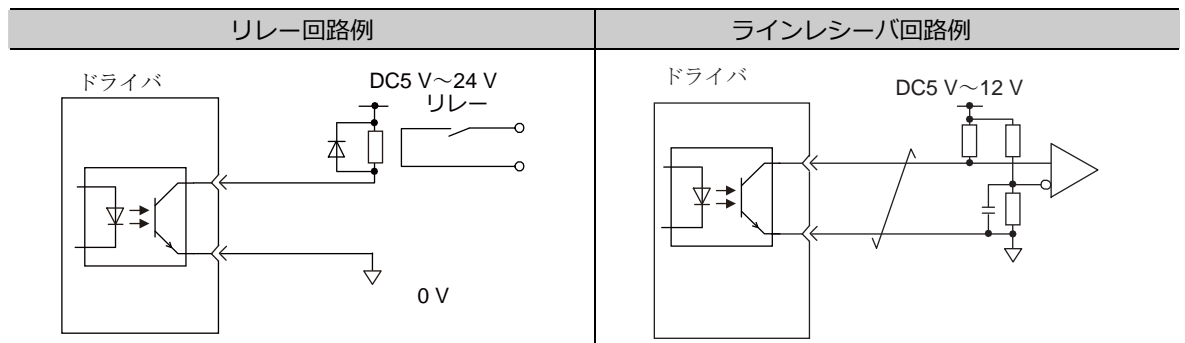 リレー回路例
ラインレシーバ回路例
ドライバ
DC5 V～24 V
リレー
0 V
ドライバ
DC5 V～12 V